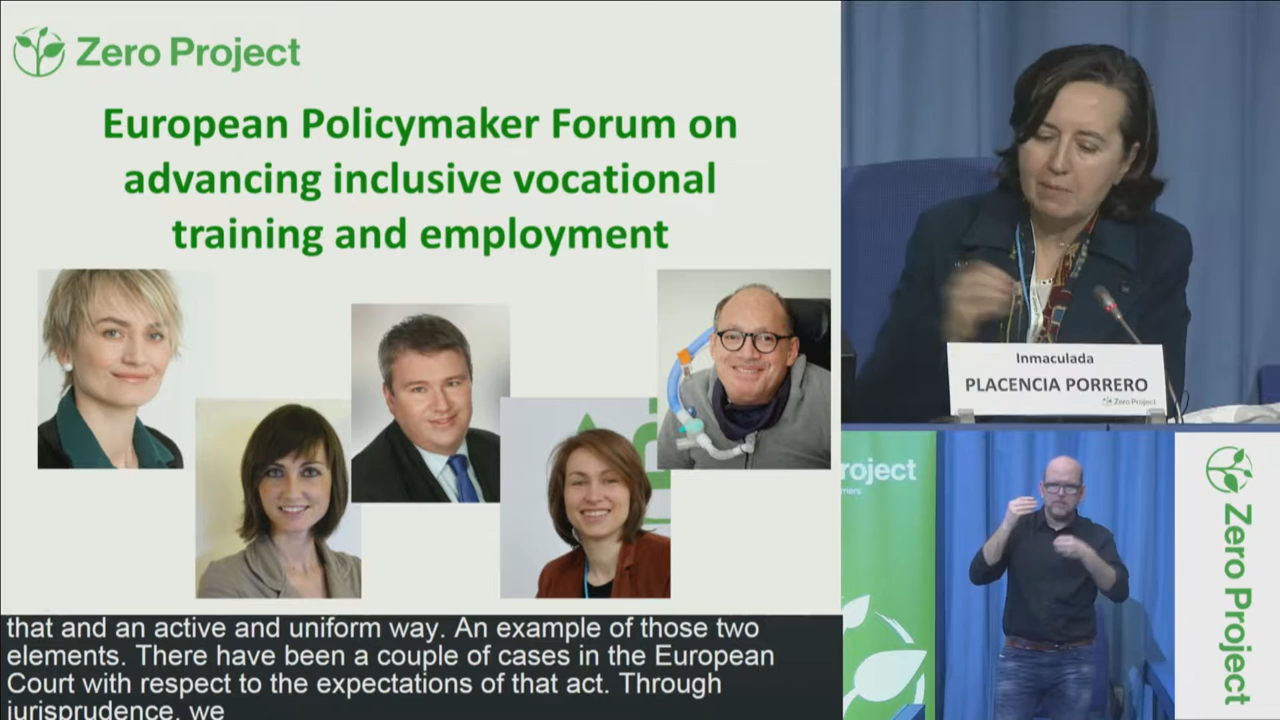 Zero Project
European Policymaker Forum on
advancing inclusive vocational
training and employment
that and an active and uniform way. An example of those two
elements. There have been a couple of cases in the European
Court with respect to the expectations of that act. Through
jurisprudence, we
Inmaculada
PLACENCIA PORRERO
Zero Project
roject
mers
Zero Project